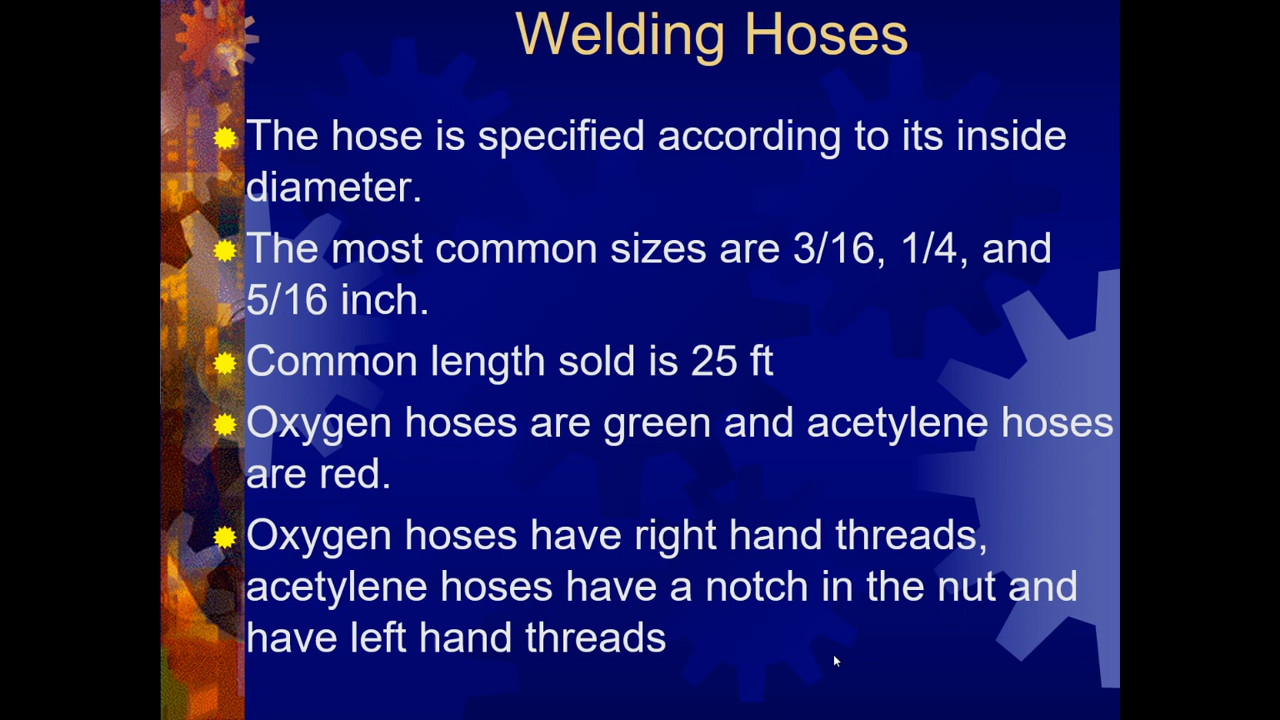 Welding Hoses
The hose is specified according to its inside
diameter.
The most common sizes are 3/16, 1/4, and
5/16 inch.
Common length sold is 25 ft
Oxygen hoses are green and acetylene hoses
are red.
Oxygen hoses have right hand threads,
acetylene hoses have a notch in the nut and
have left hand threads